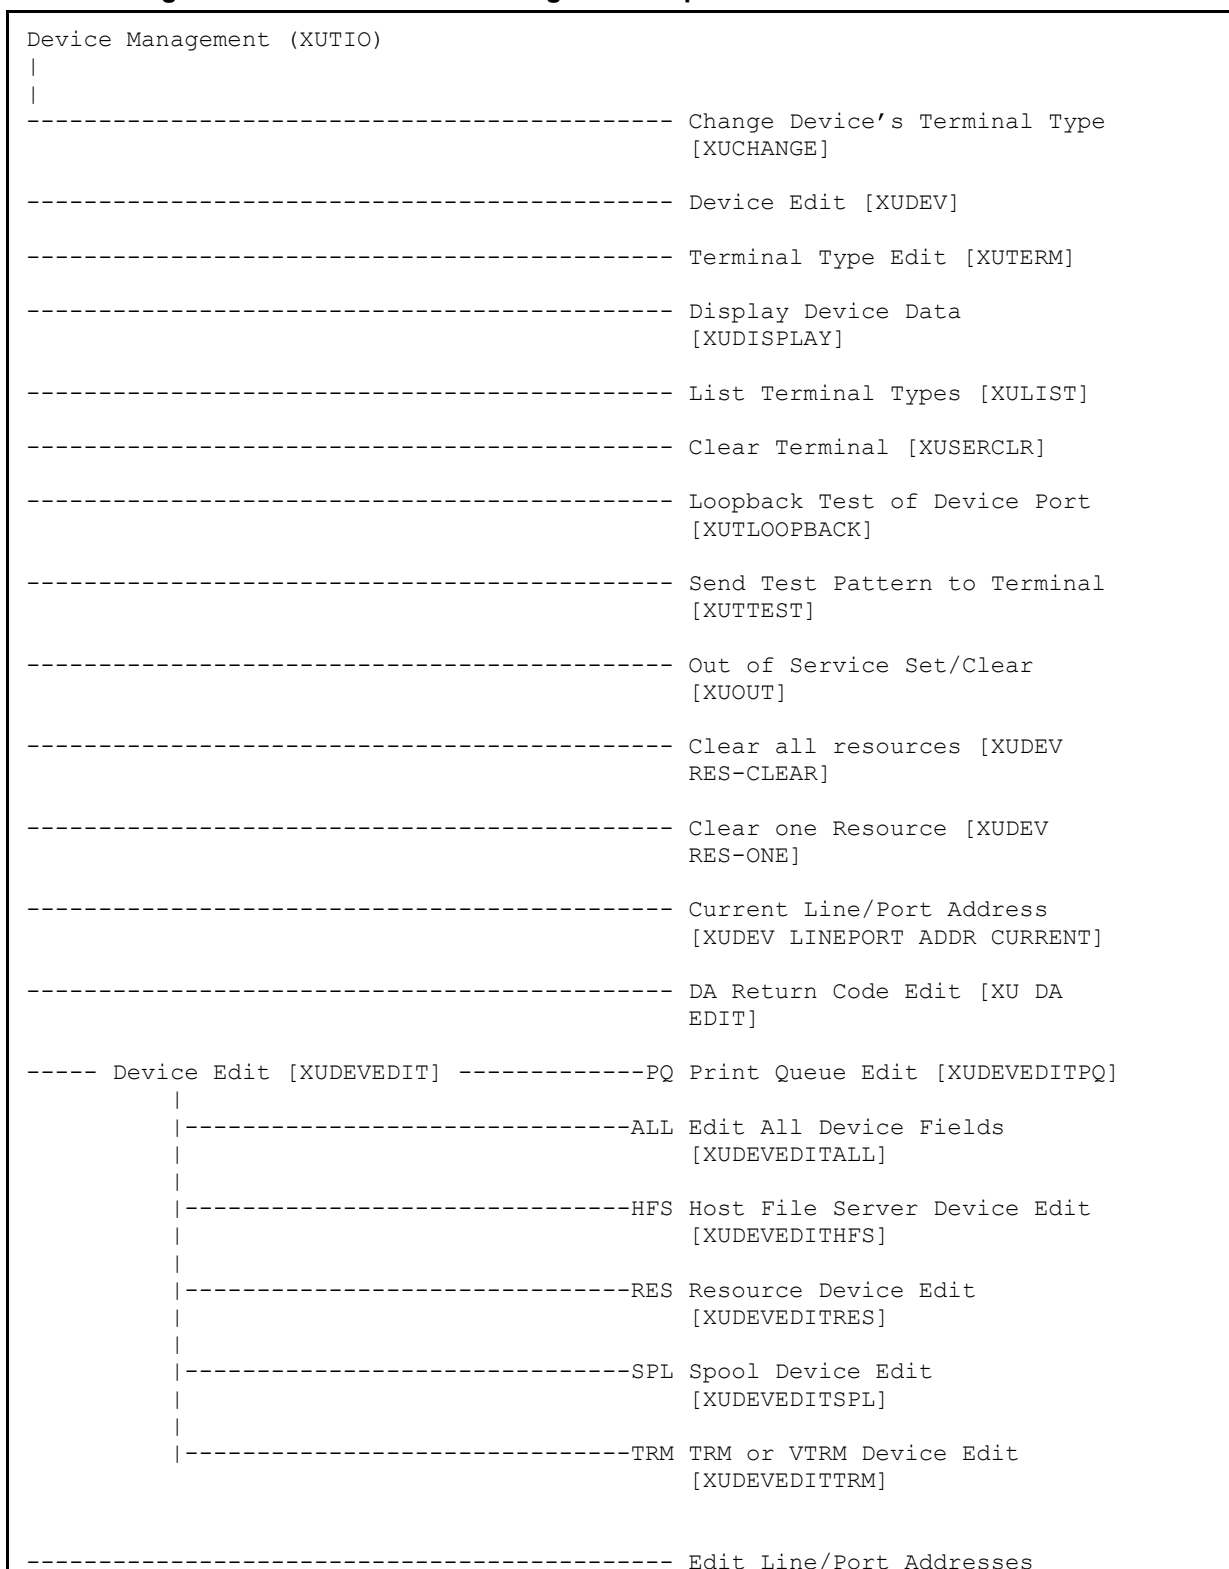 Device Management (XUTIO)
|
|
--------------------------------------------- Change Device’s Terminal Type
[XUCHANGE]
--------------------------------------------- Device Edit [XUDEV]
--------------------------------------------- Terminal Type Edit [XUTERM]
--------------------------------------------- Display Device Data
[XUDISPLAY]
--------------------------------------------- List Terminal Types [XULIST]
--------------------------------------------- Clear Terminal [XUSERCLR]
--------------------------------------------- Loopback Test of Device Port
[XUTLOOPBACK]
--------------------------------------------- Send Test Pattern to Terminal
[XUTTEST]
--------------------------------------------- Out of Service Set/Clear
[XUOUT]
--------------------------------------------- Clear all resources [XUDEV
RES-CLEAR]
--------------------------------------------- Clear one Resource [XUDEV
RES-ONE]
--------------------------------------------- Current Line/Port Address
[XUDEV LINEPORT ADDR CURRENT]
--------------------------------------------- DA Return Code Edit [XU DA
EDIT]
----- Device Edit [XUDEVEDIT] -------------PQ Print Queue Edit [XUDEVEDITPQ]
|
|-------------------------------ALL Edit All Device Fields
| [XUDEVEDITALL]
|
|-------------------------------HFS Host File Server Device Edit
| [XUDEVEDITHFS]
|
|-------------------------------RES Resource Device Edit
| [XUDEVEDITRES]
|
|-------------------------------SPL Spool Device Edit
| [XUDEVEDITSPL]
|
|-------------------------------TRM TRM or VTRM Device Edit
[XUDEVEDITTRM]
--------------------------------------------- Edit Line/Port Addresses